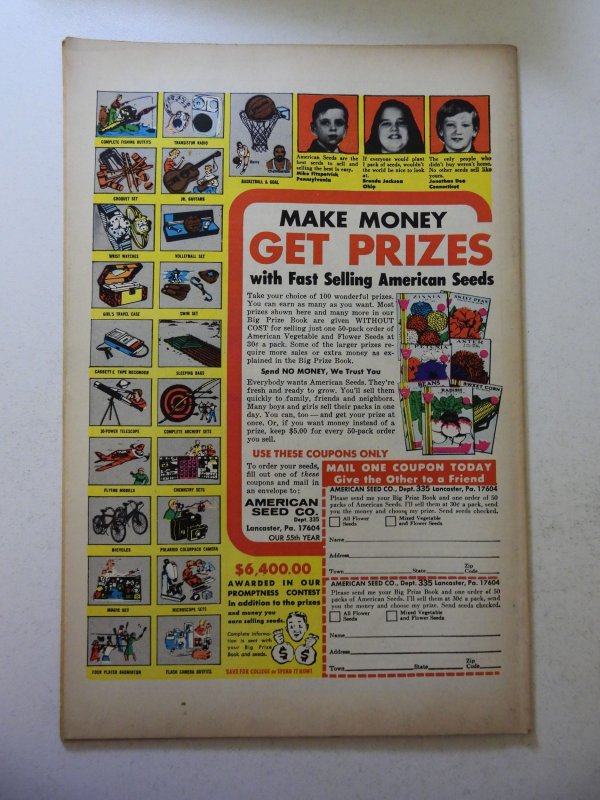 COMPLETE FISHING OUTFITS
TRANSISTOR RADIO
CROQUET SET
JR. GUITARS
WRIST WATCHES
VOLLEYBALL SET
GIRL'S TRAVEL CASE
SWIM SET
CASSETTE TAPE RECORDER
SLEEPING BAGS
30-POWER TELESCOPE
COMPLETE ARCHERY SETS
FLYING MODELS
CHEMISTRY SETS
BICYCLES
POLAROID COLORPACK CAMERA
MAGIC SET
MICROSCOPE SETS
FOUR PLAYER BADMINTON
FLASH CAMERA OUTFITS
BASKETBALL & GOAL
American Seeds are the
best seeds to sell and
selling the best is easy.
Mike Fitzpatrick
Pennsylvania
If everyone would plant
1 pack of seeds, wouldn't
the world be nice to look
at.
Brenda Jackson
Ohio
The only people who
didn't buy weren't home.
No other seeds sell like
yours.
Jonathan Dao
Connecticut
MAKE MONEY
GET PRIZES
with Fast Selling American Seeds
Take your choice of 100 wonderful prizes.
You can earn as many as you want. Most
prizes shown here and many more in our
Big Prize Book are given WITHOUT
COST for selling just one 50-pack order of
American Vegetable and Flower Seeds at
30¢ a pack. Some of the larger prizes re-
quire more sales or extra money as ex-
plained in the Prize Book.
Send NO MONEY, We Trust You
Everybody wants American Seeds. They're
fresh and ready to grow. You'll sell them
quickly to family, friends and neighbors.
Many boys and girls sell their packs in one
day. You can, too — and get your prize at
once. Or, if you want money instead of a
prize, keep $5.00 for every 50-pack order
you sell.
ZINNIA
SWEET PEAS
ASTER
BEANS
RADISH
SWEET CORN
USE THESE COUPONS ONLY
To order your seeds,
fill out one of these
coupons and mail in
an envelope to:
AMERICAN
SEED CO.
Dept. 335
Lancaster, Pa. 17604
OUR 55th YEAR
MAIL ONE COUPON TODAY
Give the Other to a Friend
AMERICAN SEED CO., Dept. 335 Lancaster, Pa. 17604
Please send me your Big Prize Book and one order of 50
packs of American Seeds. I'll sell them at 30¢ a pack, send
you the money and choose my prize. Send seeds checked.
All Flower
Seeds
Mixed Vegetable
and Flower Seeds
Name
Address
Town State Zip
Code
AMERICAN SEED CO., Dept. 335 Lancaster, Pa. 17604
Please send me your Big Prize Book and one order of 50
packs of American Seeds. I'll sell them at 30¢ a pack, send
you the money and choose my prize. Send seeds checked.
All Flower
Seeds
Mixed Vegetable
and Flower Seeds
Name
Address
Town State Zip
Code
$6,400.00
AWARDED IN OUR
PROMPTNESS CONTEST
In addition to the prizes
and money you
earn selling seeds.
Complete informa-
tion is sent with
your Big Prize
Book and seeds.
$ $
SAVE FOR COLLEGE or SPEND IT NOW!